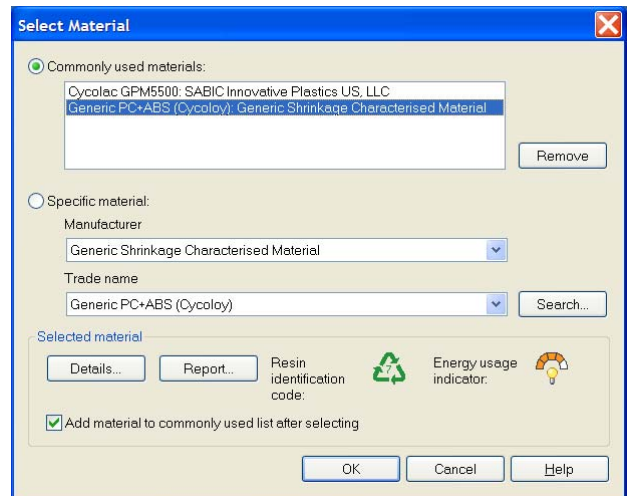 Select Material
Commonly used materials:
Cycolac GPM5500: SABIC Innovative Plastics US, LLC
Generic PC+ABS (Cycoloy): Generic Shrinkage Characterised Material
Remove
Specific material:
Manufacturer
Generic Shrinkage Characterised Material
Trade name
Generic PC+ABS (Cycoloy)
Search...
Selected material
Details...
Report...
Resin
identification
code:
7
Energy usage
indicator:
Add material to commonly used list after selecting
OK
Cancel
Help